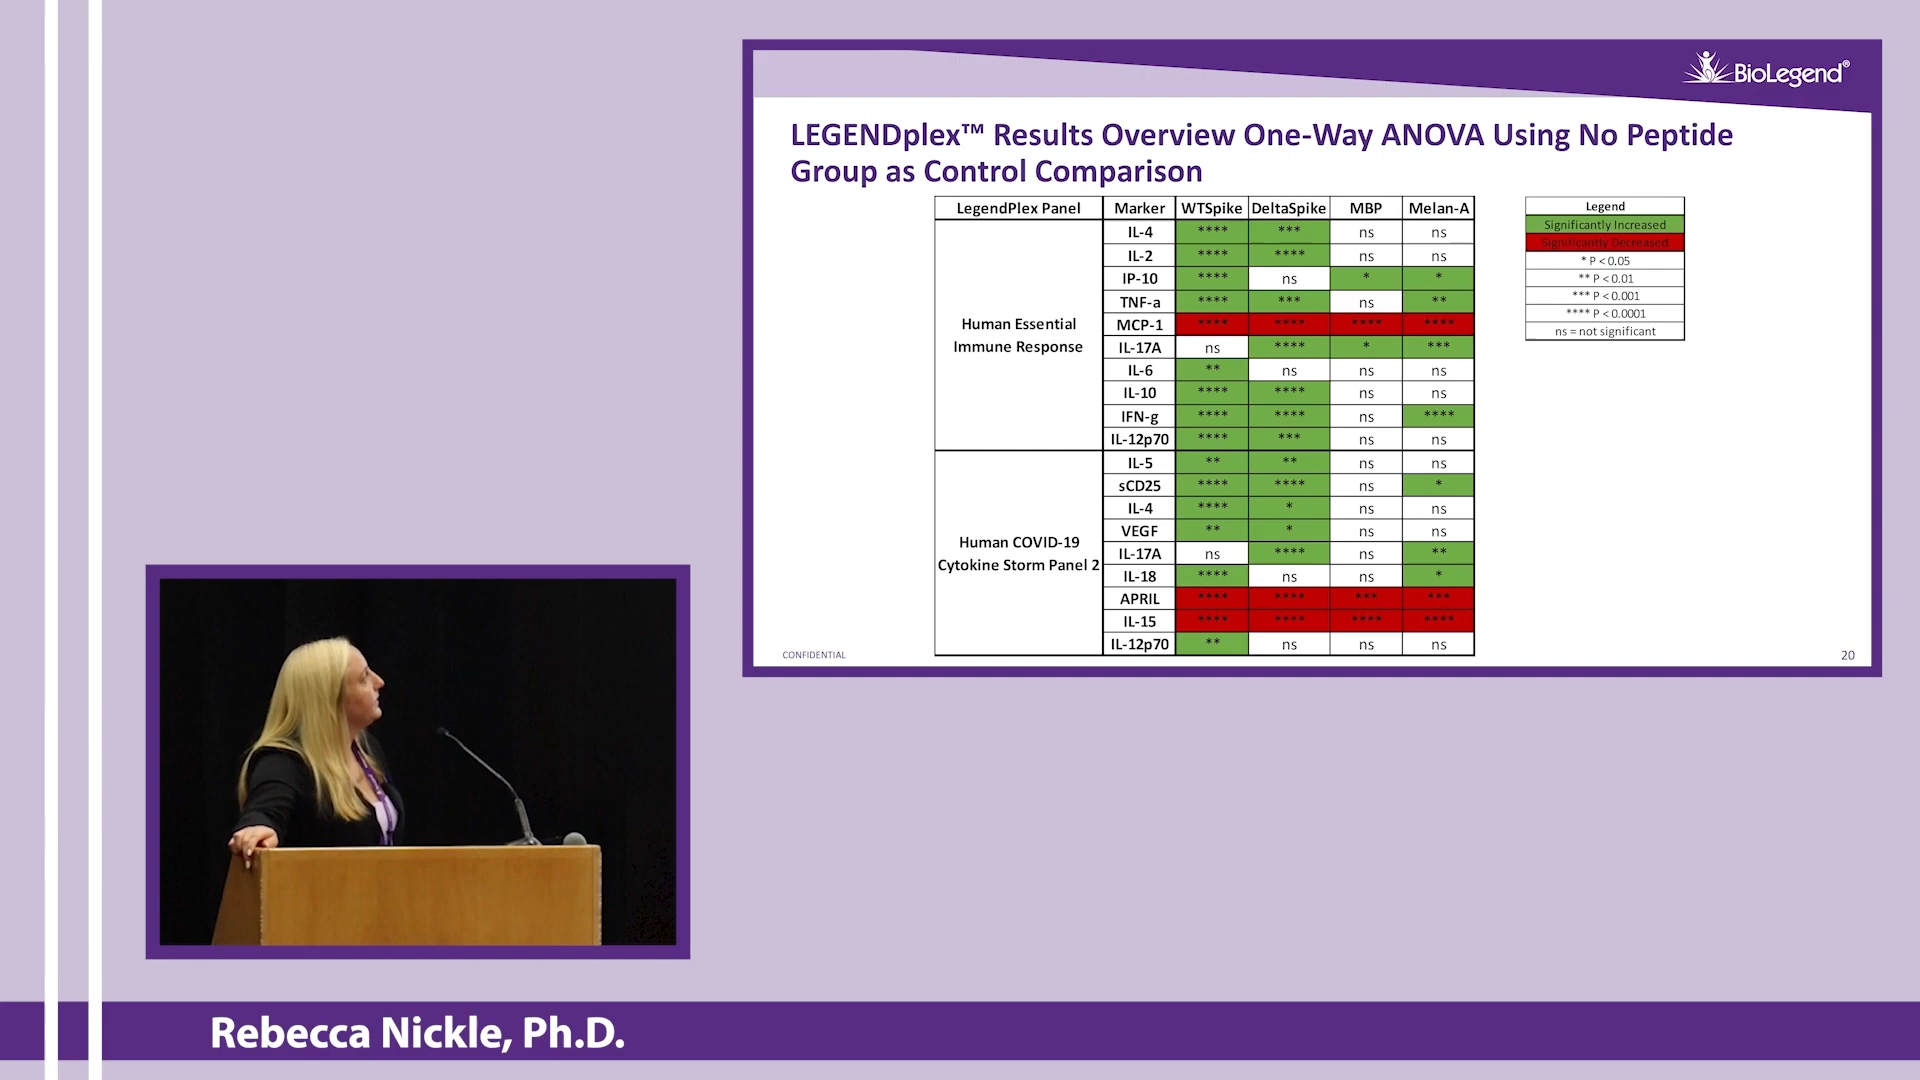 BioLegend®
LEGENDplex™ Results Overview One-Way ANOVA Using No Peptide
Group as Control Comparison
LegendPlex Panel Marker WTSpike DeltaSpike MBP Melan-A
Human Essential
Immune Response
IL-4 **** *** ns ns
IL-2 **** **** ns ns
IP-10 **** ns * *
TNF-a **** *** ns **
MCP-1 **** **** **** ****
IL-17A ns **** * ***
IL-6 ** ns ns ns
IL-10 **** **** ns ns
IFN-g **** **** ns ****
IL-12p70 **** *** ns ns
Human COVID-19
Cytokine Storm Panel 2
IL-5 ** ** ns ns
sCD25 **** **** ns *
IL-4 **** * ns ns
VEGF ** * ns ns
IL-17A ns **** ns **
IL-18 **** ns ns *
APRIL **** **** *** ***
IL-15 **** **** **** ****
IL-12p70 ** ns ns ns
Legend
Significantly Increased
Significantly Decreased
* P < 0.05
** P < 0.01
*** P < 0.001
**** P < 0.0001
ns = not significant
CONFIDENTIAL
20
Rebecca Nickle, Ph.D.